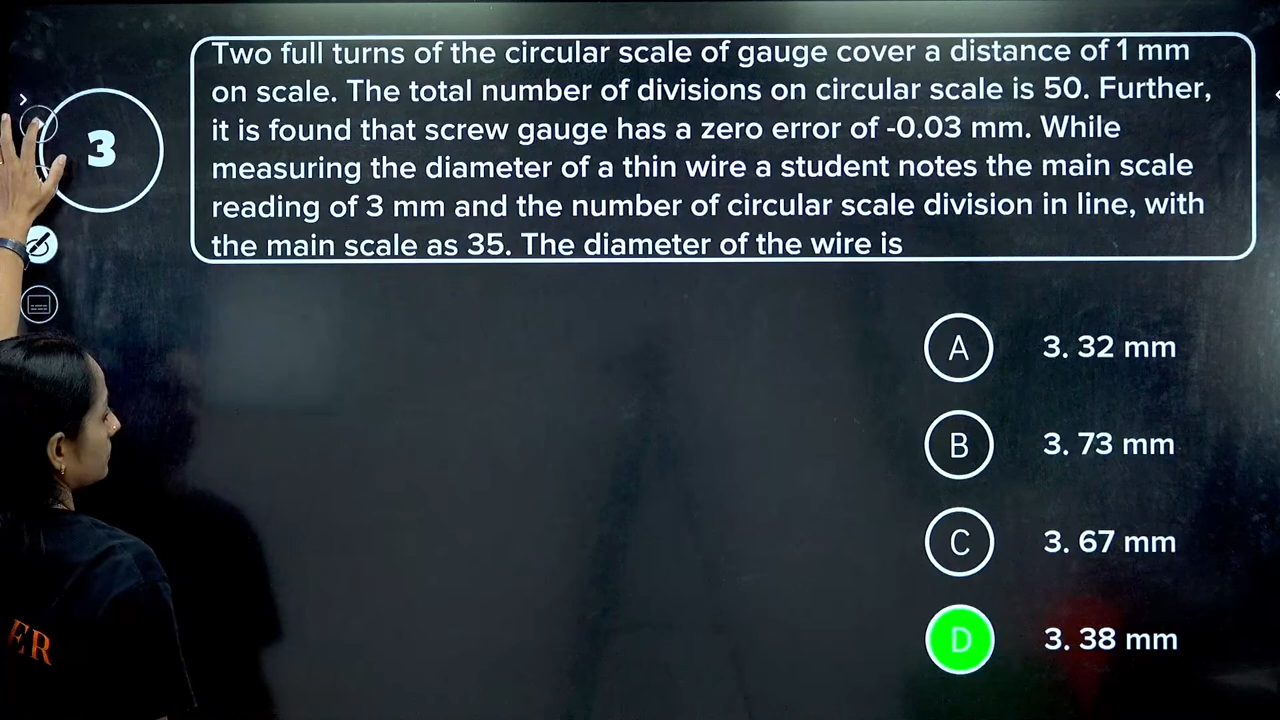 Two full turns of the circular scale of gauge cover a distance of 1 mm
on scale. The total number of divisions on circular scale is 50. Further,
3
it is found that screw gauge has a zero error of -0.03 mm. While
measuring the diameter of a thin wire a student notes the main scale
reading of 3 mm and the number of circular scale division in line, with
the main scale as 35. The diameter of the wire is
A 3. 32 mm
B 3. 73 mm
C 3. 67 mm
D 3. 38 mm
ER